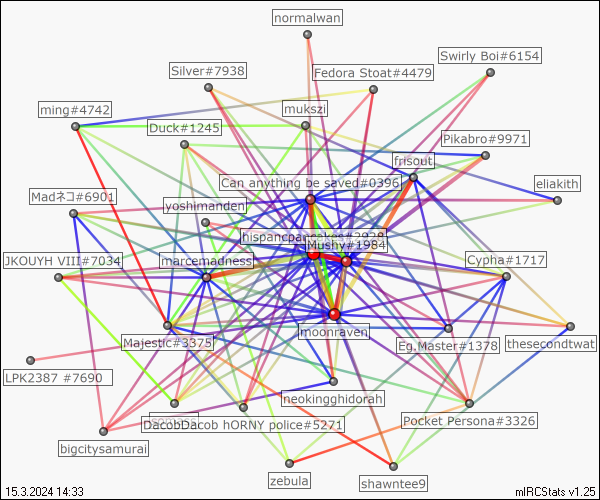 normalwan
Swirly Boi#6154
Silver#7938
Fedora Stoat#4479
ming#4742
mukszi
Duck#1245
Pikabro#9971
frisout
Can anything be saved#0396
eliakith
Madネコ#6901
yoshimanden
Mushy#1984
JKOUYH VIII#7034
marcemadness
Cypha#1717
moonraven
Majestic#3375
Eg.Master#1378
thesecondtwat
LPK2387 #7690
neokingghidorah
DacobDacob hORNY police#5271
Pocket Persona#3326
bigcitysamurai
zebula
shawntee9
15.3.2024 14:33
mIRCStats v1.25